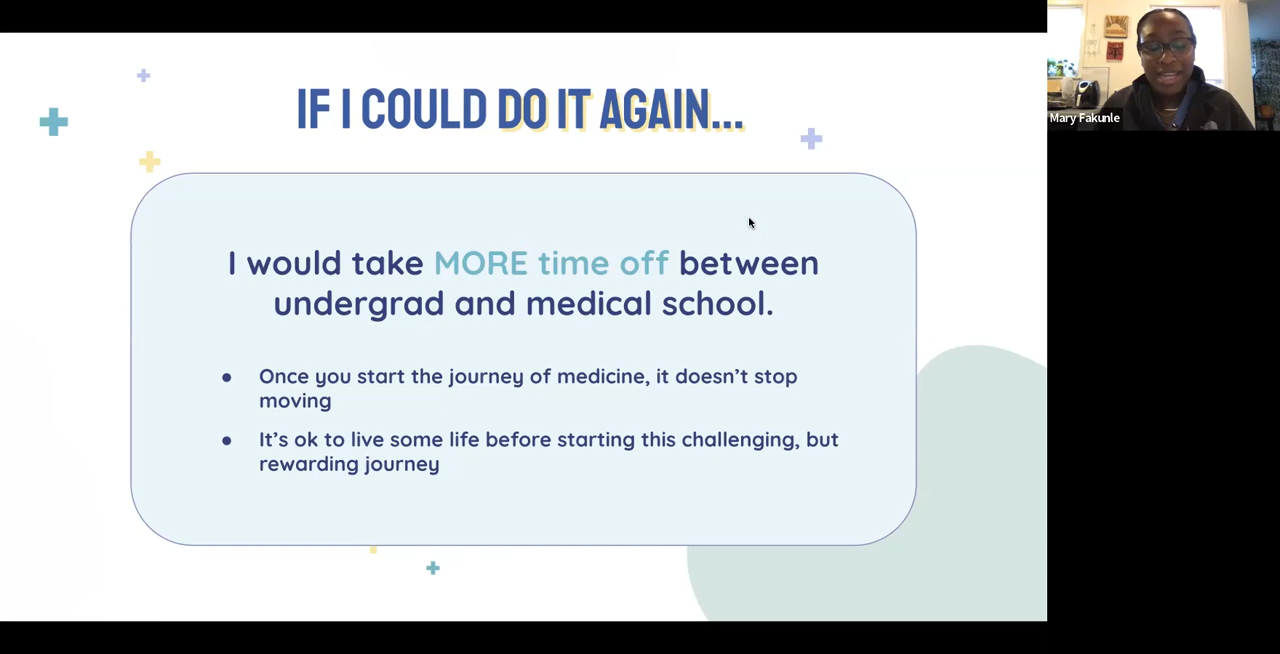 IF I COULD DO IT AGAIN...
I would take MORE time off between
undergrad and medical school.
● Once you start the journey of medicine, it doesn't stop
moving
● It's ok to live some life before starting this challenging, but
rewarding journey
Mary Fakunle